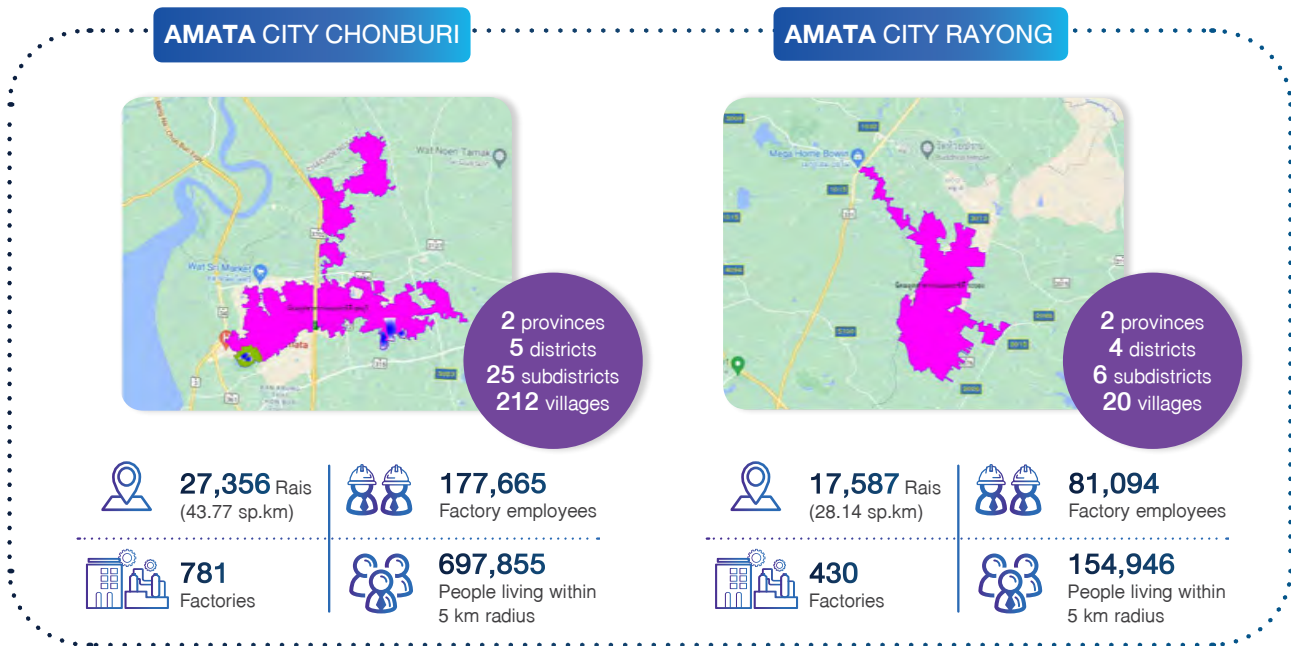 AMATA CITY CHONBURI
Wat Noen Tamak
Wat Sri Market
2 provinces
5 districts
25 subdistricts
212 villages
27,356 Rais
(43.77 sp.km)
177,665
Factory employees
781
Factories
697,855
People living within
5 km radius
AMATA CITY RAYONG
Mega Home Bowin
2 provinces
4 districts
6 subdistricts
20 villages
17,587 Rais
(28.14 sp.km)
81,094
Factory employees
430
Factories
154,946
People living within
5 km radius